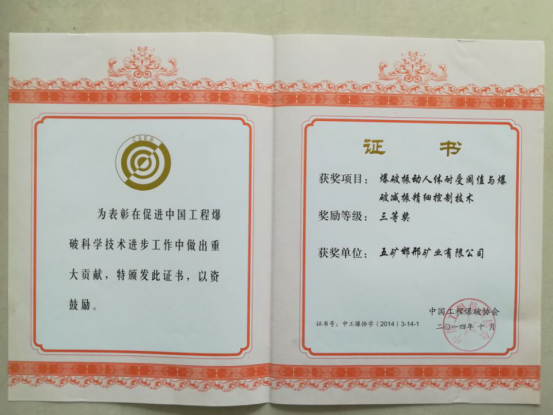 为表彰在促进中国工程爆
破科学技术进步工作中做出重
大贡献，特颁发此证书，以资
鼓励。
证 书
获奖项目：爆破振动人体耐受阈值与爆
破减振精细控制技术
奖励等级：三等奖
获奖单位：五矿邯邢矿业有限公司
中国工程爆破协会
证书号：中工爆协字（2014）3-14-1
二〇一四年 十 月